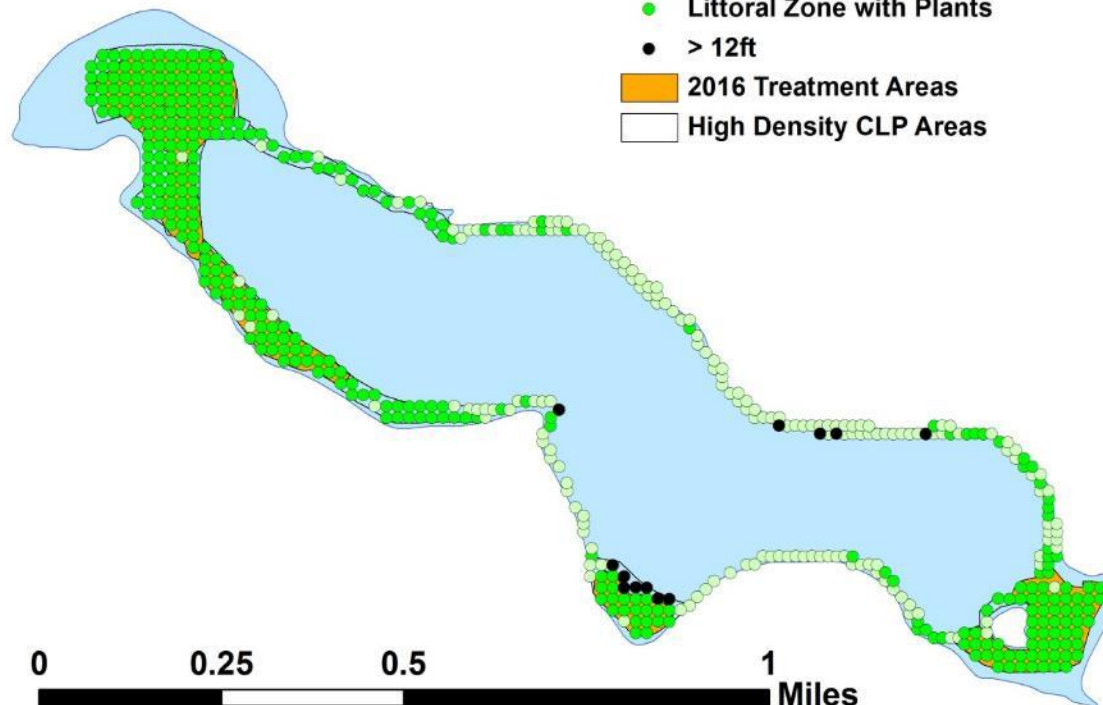 Littoral Zone with Plants
> 12ft
2016 Treatment Areas
High Density CLP Areas
0 0.25 0.5 1
Miles